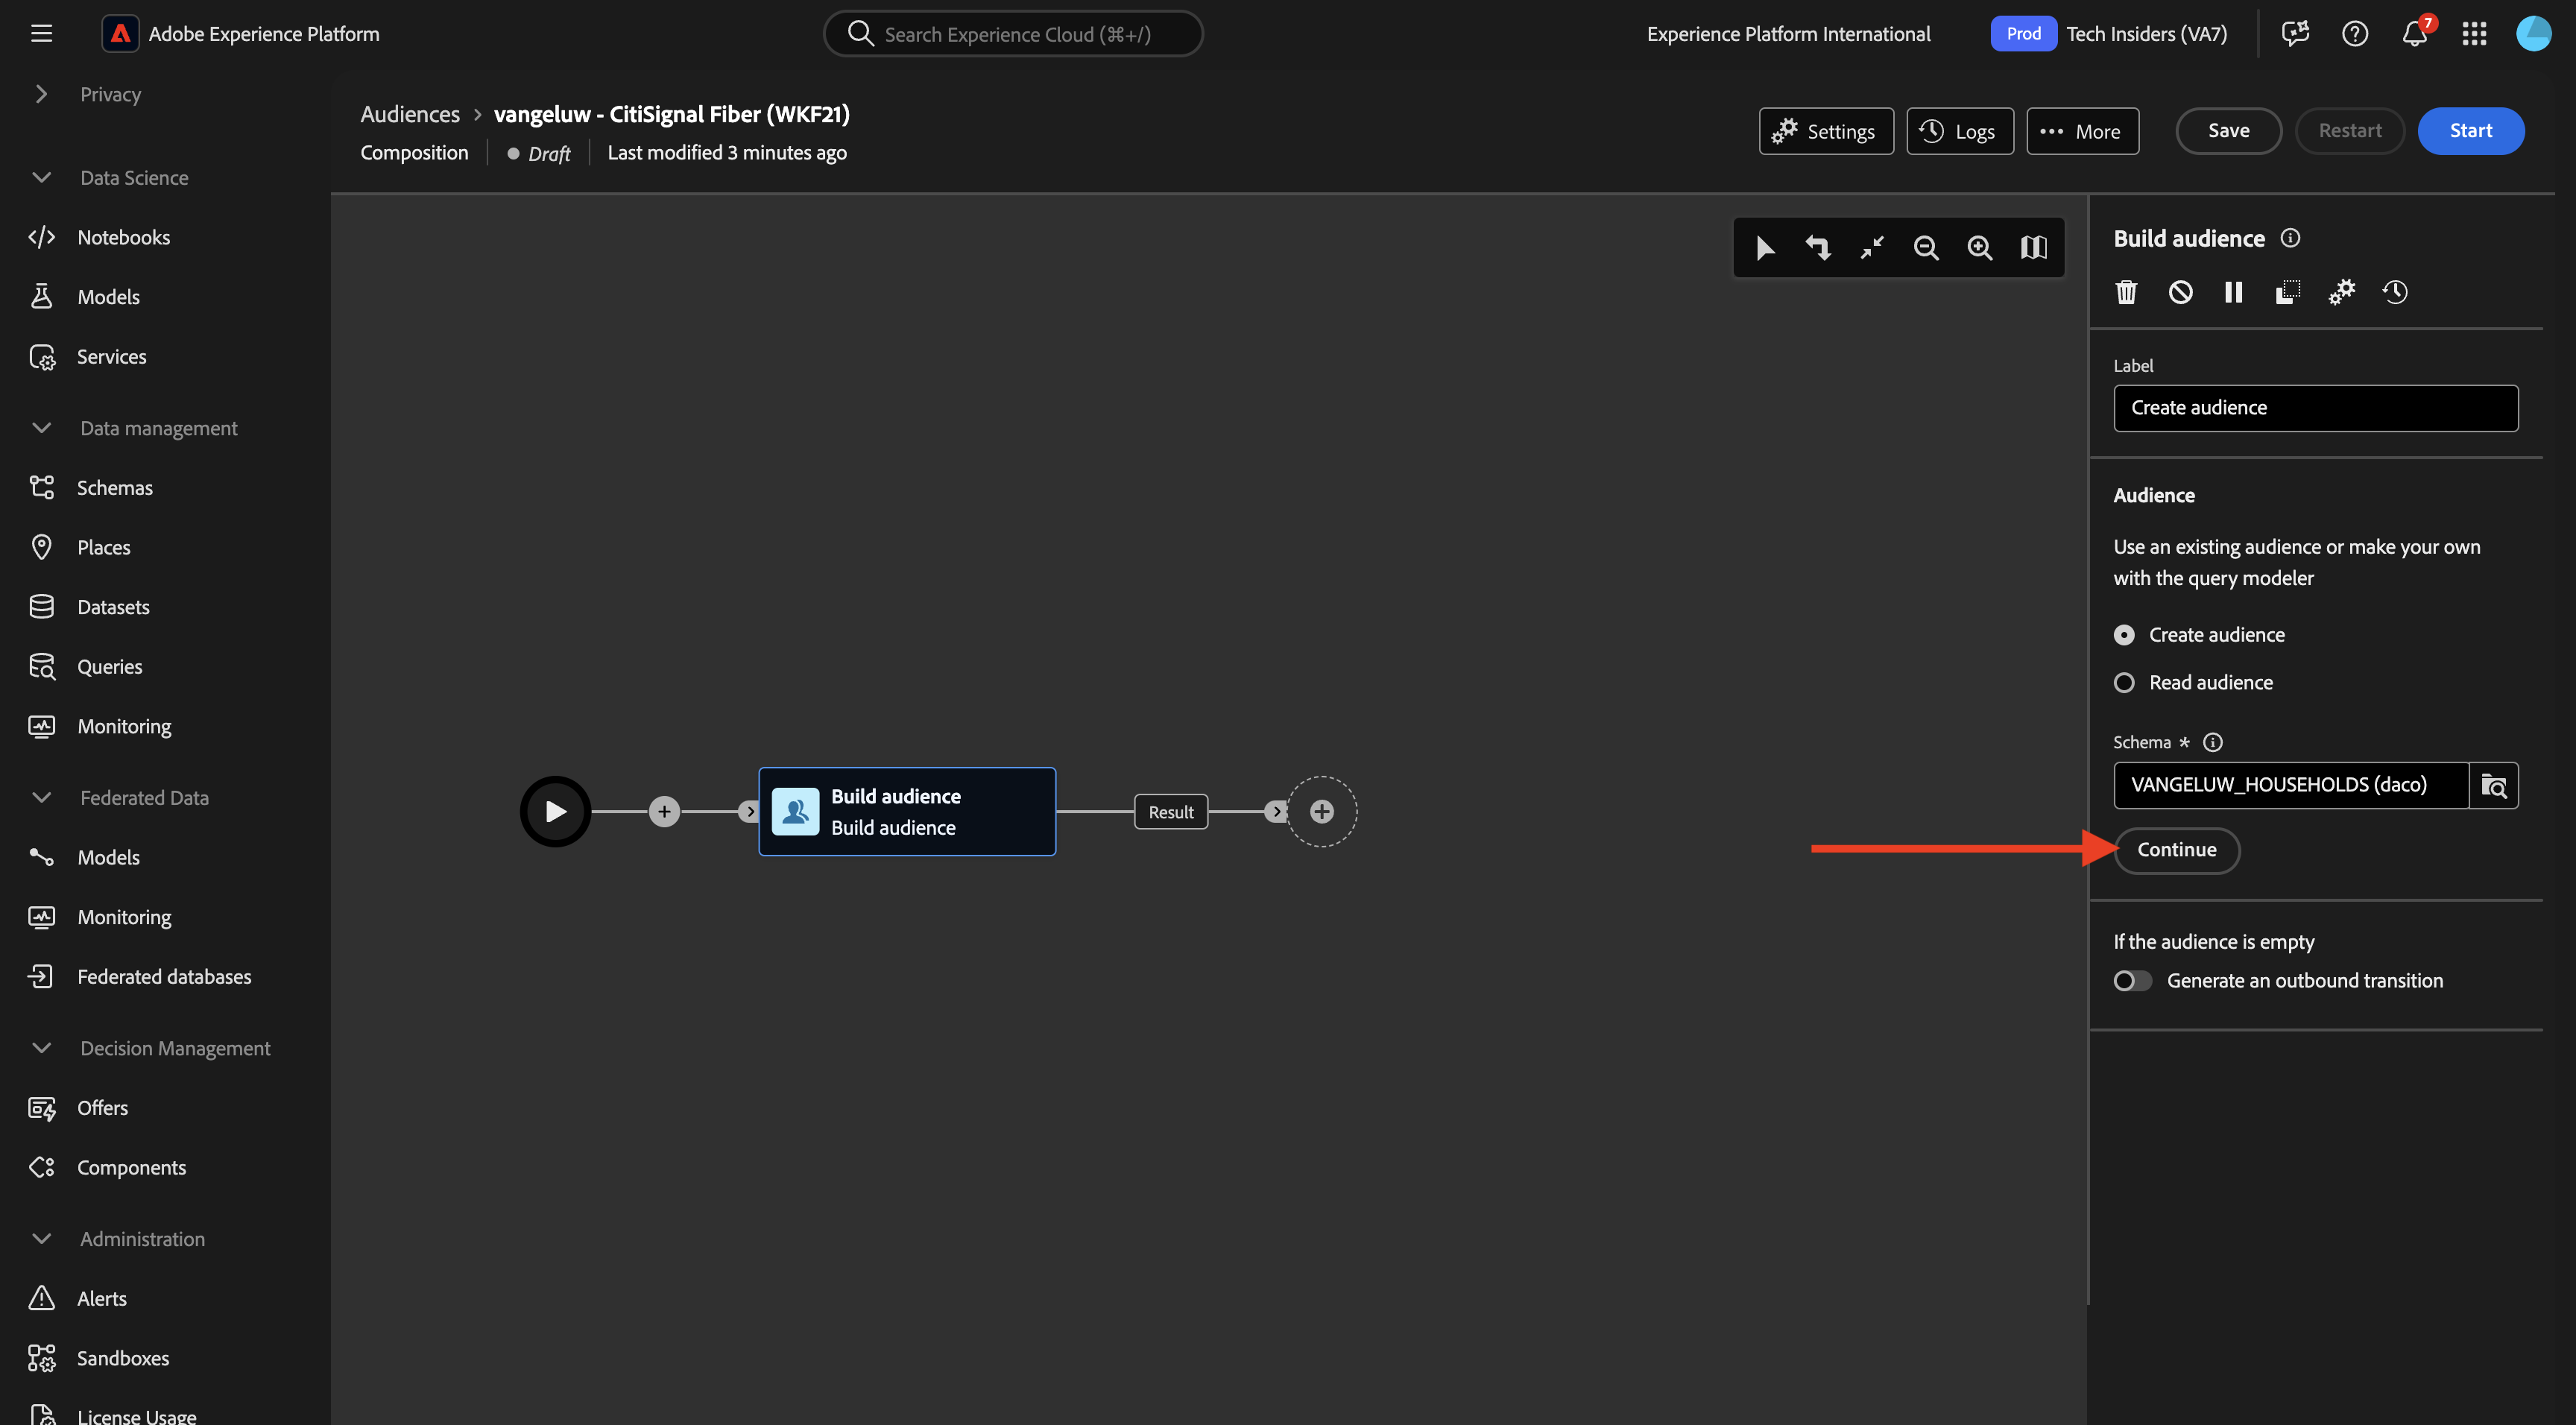 Adobe Experience Platform
Search Experience Cloud (⌘+/)
Experience Platform International
Prod
Tech Insiders (VA7)
7
Privacy
Data Science
Notebooks
Models
Services
Data management
Schemas
Places
Datasets
Queries
Monitoring
Federated Data
Models
Monitoring
Federated databases
Decision Management
Offers
Components
Administration
Alerts
Sandboxes
License Usage
Audiences > vangeluw - CitiSignal Fiber (WKF21)
Composition
Draft
Last modified 3 minutes ago
Settings
Logs
More
Save
Restart
Start
Build audience
Build audience
Result
Build audience
Label
Create audience
Audience
Use an existing audience or make your own
with the query modeler
Create audience
Read audience
Schema *
VANGELUW_HOUSEHOLDS (daco)
Continue
If the audience is empty
Generate an outbound transition